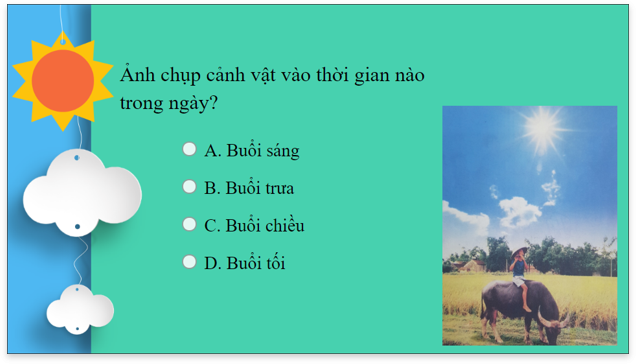 Ảnh chụp cảnh vật vào thời gian nào
trong ngày?
A. Buổi sáng
B. Buổi trưa
C. Buổi chiều
D. Buổi tối